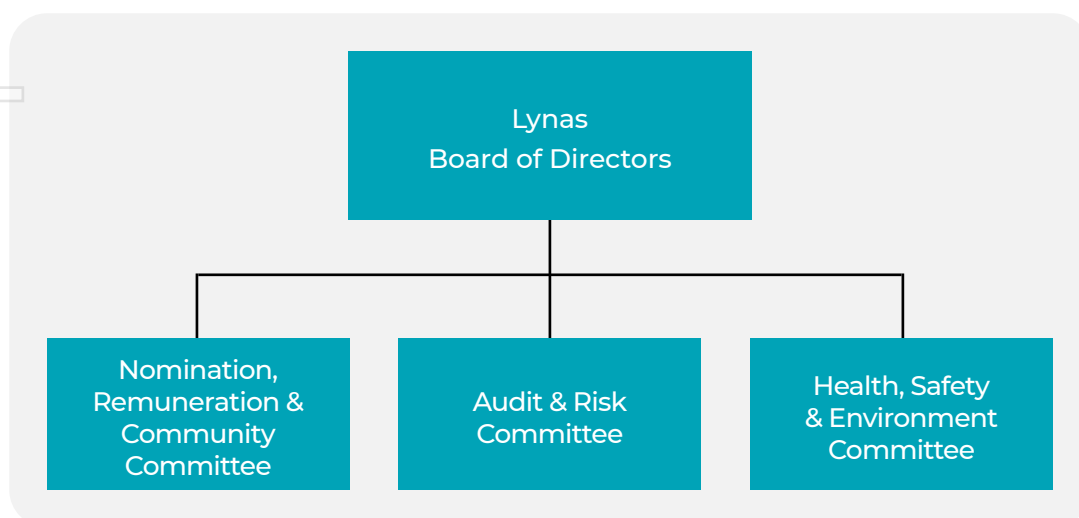 Lynas
Board of Directors
Nomination,
Remuneration &
Community
Committee
Audit & Risk
Committee
Health, Safety
& Environment
Committee